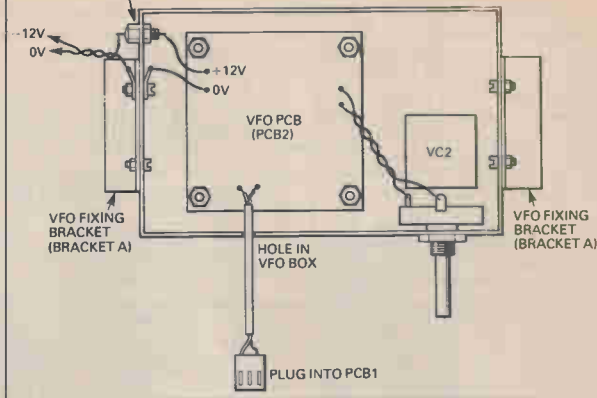 -12V
0V
+12V
0V
VFO PCB
(PCB2)
VC2
VFO FIXING
BRACKET
(BRACKET A)
HOLE IN
VFO BOX
VFO FIXING
BRACKET
(BRACKET A)
PLUG INTO PCB1